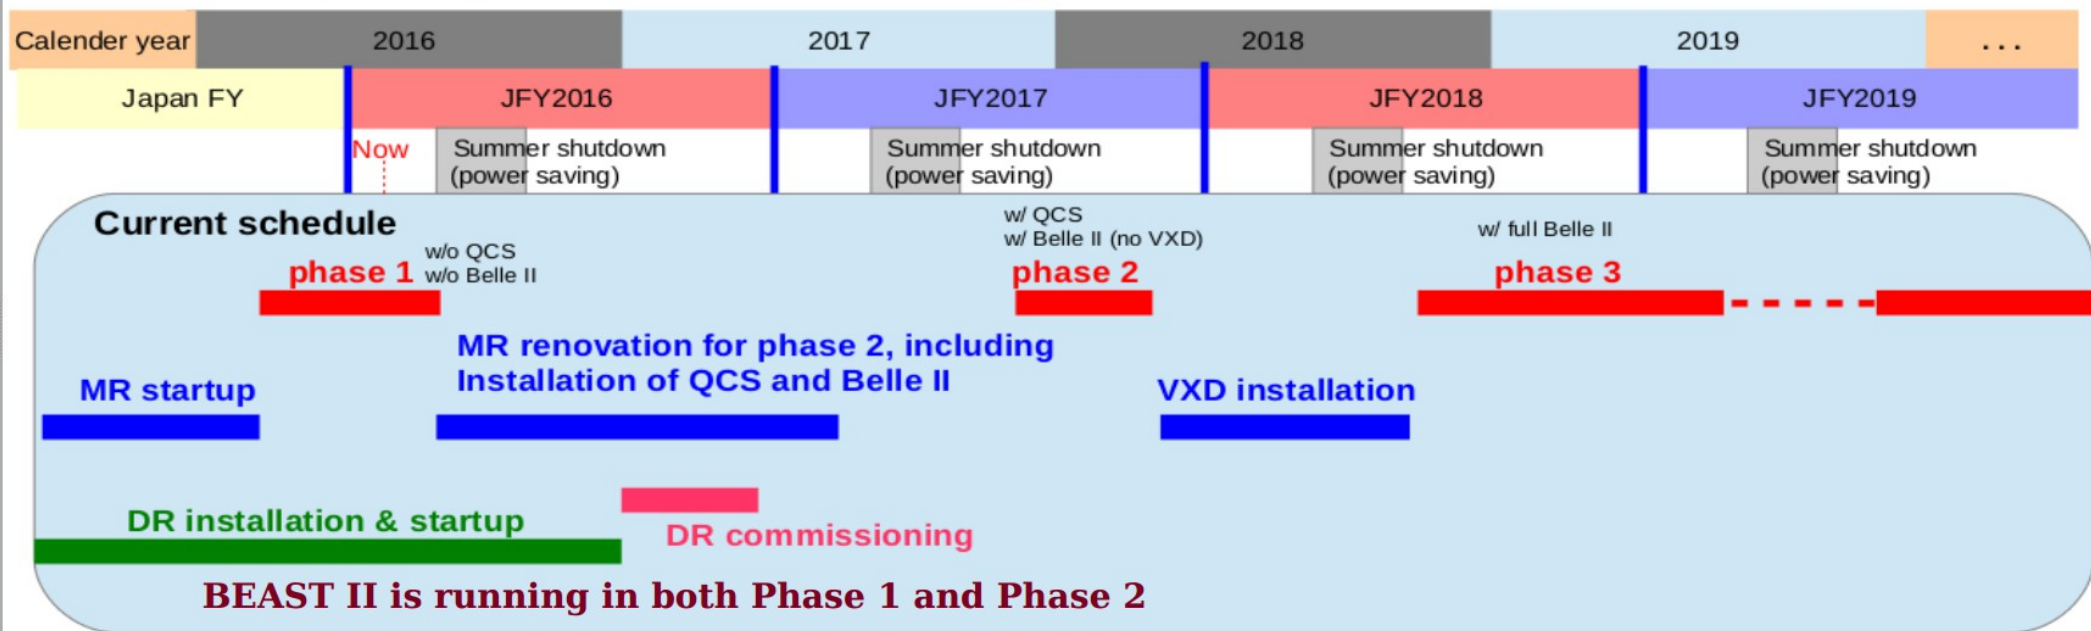 Calender year 2016 2017 2018 2019 ...
Japan FY JFY2016 JFY2017 JFY2018 JFY2019
Now
Summer shutdown
(power saving)
Summer shutdown
(power saving)
Summer shutdown
(power saving)
Summer shutdown
(power saving)
Current schedule
w/o QCS
w/o Belle II
phase 1
w/ QCS
w/ Belle II (no VXD)
phase 2
w/ full Belle II
phase 3
MR startup
MR renovation for phase 2, including
Installation of QCS and Belle II
VXD installation
DR installation & startup
DR commissioning
BEAST II is running in both Phase 1 and Phase 2